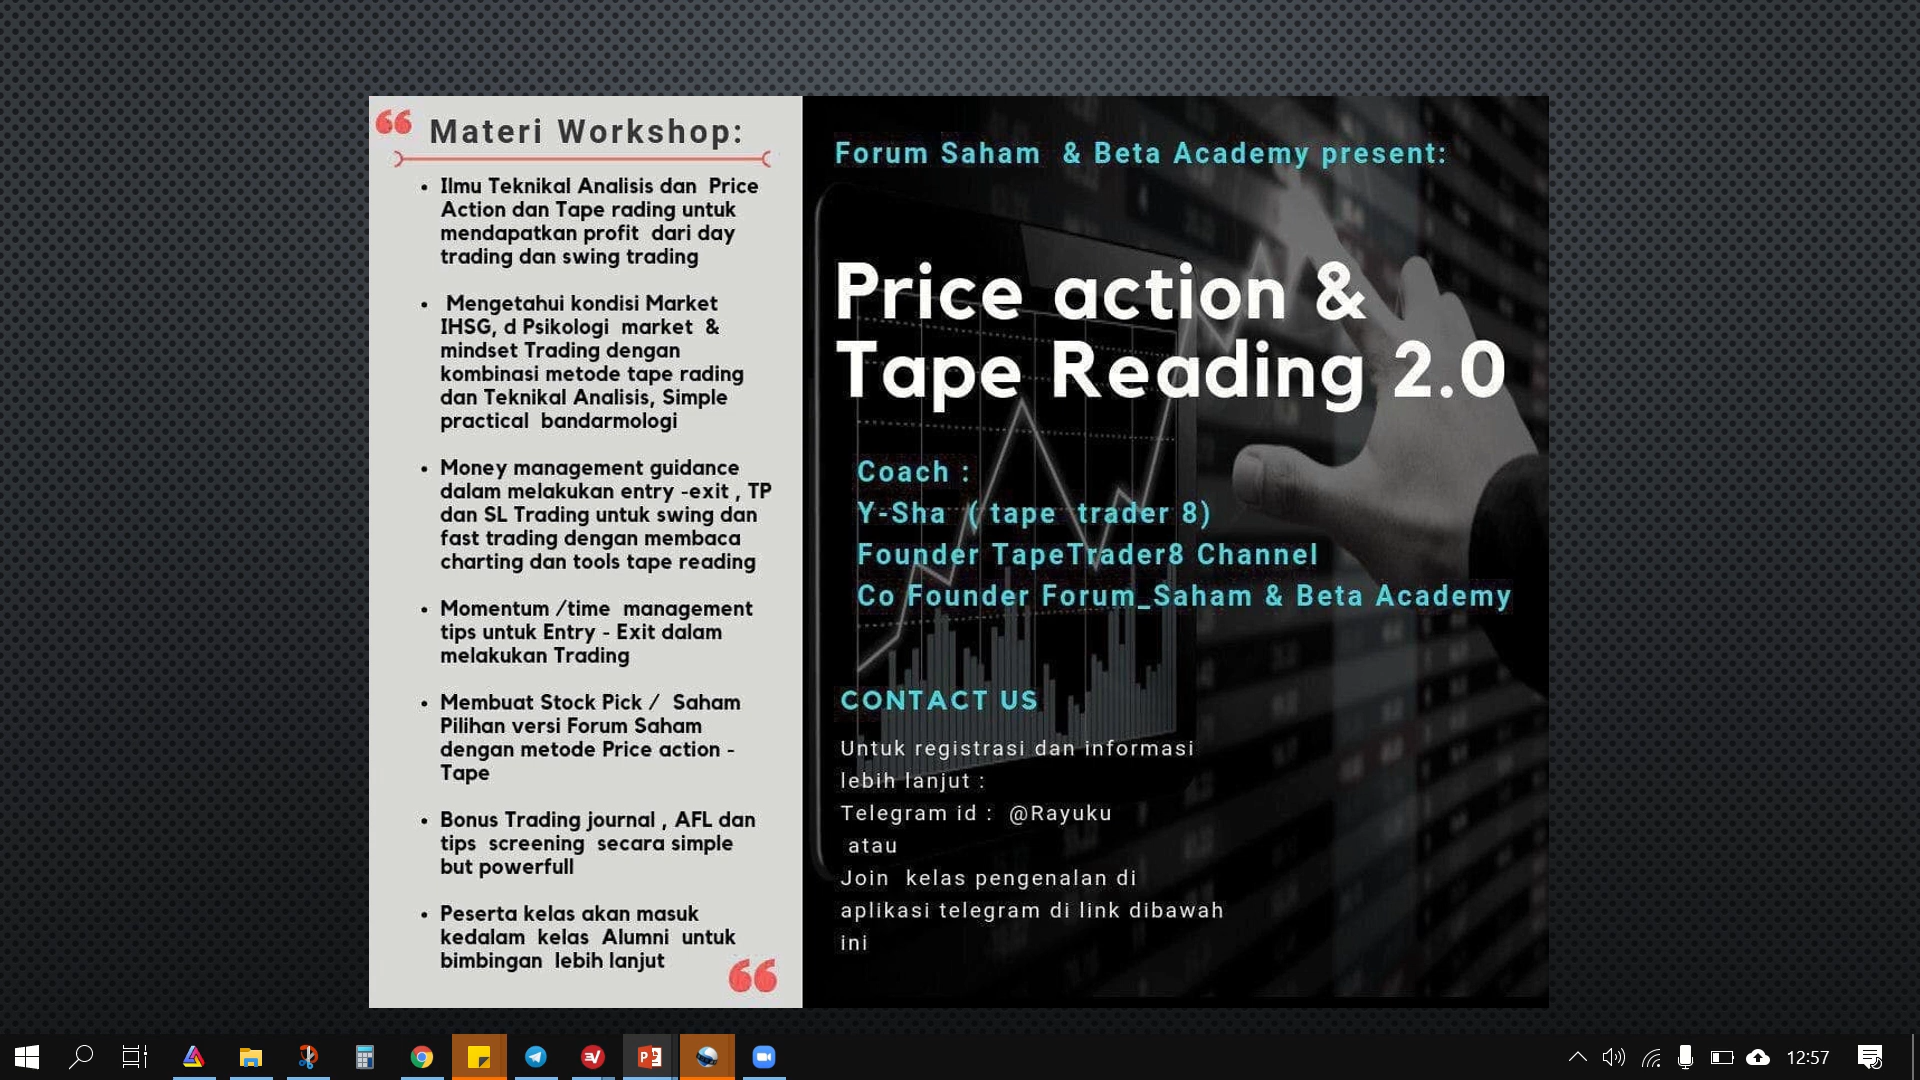 Materi Workshop:
Ilmu Teknikal Analisis dan Price
Action dan Tape rading untuk
mendapatkan profit dari day
trading dan swing trading
Mengetahui kondisi Market
IHSG, d Psikologi market &
mindset Trading dengan
kombinasi metode tape rading
dan Teknikal Analisis, Simple
practical bandarmologi
Money management guidance
dalam melakukan entry -exit , TP
dan SL Trading untuk swing dan
fast trading dengan membaca
charting dan tools tape reading
Momentum /time management
tips untuk Entry - Exit dalam
melakukan Trading
Membuat Stock Pick / Saham
Pilihan versi Forum Saham
dengan metode Price action -
Tape
Bonus Trading journal , AFL dan
tips screening secara simple
but powerfull
Peserta kelas akan masuk
kedalam kelas Alumni untuk
bimbingan lebih lanjut
Forum Saham & Beta Academy present:
Price action &
Tape Reading 2.0
Coach :
Y-Sha ( tape trader 8)
Founder TapeTrader8 Channel
Co Founder Forum_Saham & Beta Academy
CONTACT US
Untuk registrasi dan informasi
lebih lanjut :
Telegram id : @Rayuku
atau
Join kelas pengenalan di
aplikasi telegram di link dibawah
ini
12:57